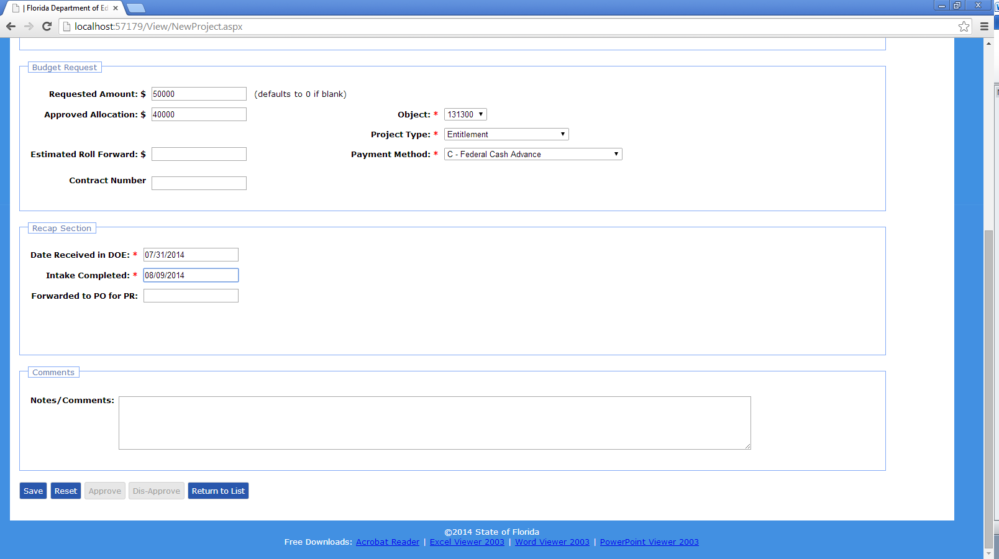 | Florida Department of Ed
localhost:57179/View/NewProject.aspx
Budget Request
Requested Amount: $ 50000 (defaults to 0 if blank)
Approved Allocation: $ 40000 Object: * 131300
Project Type: * Entitlement
Estimated Roll Forward: $ Payment Method: * C - Federal Cash Advance
Contract Number
Recap Section
Date Received in DOE: * 07/31/2014
Intake Completed: * 08/09/2014
Forwarded to PO for PR:
Comments
Notes/Comments:
Save Reset Approve Dis-Approve Return to List
©2014 State of Florida
Free Downloads: Acrobat Reader | Excel Viewer 2003 | Word Viewer 2003 | PowerPoint Viewer 2003